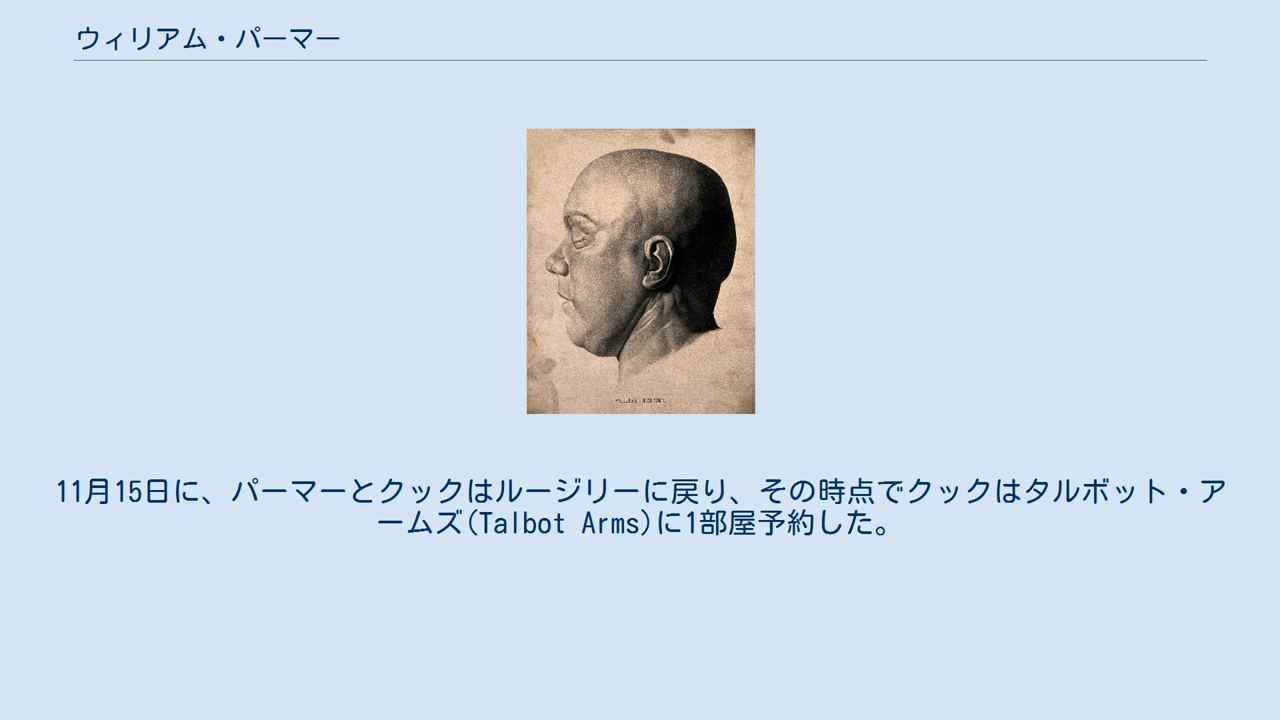 ウィリアム・パーマー
11月15日に、パーマーとクックはルージリーに戻り、その時点でクックはタルボット・ア
ームズ(Talbot Arms)に1部屋予約した。